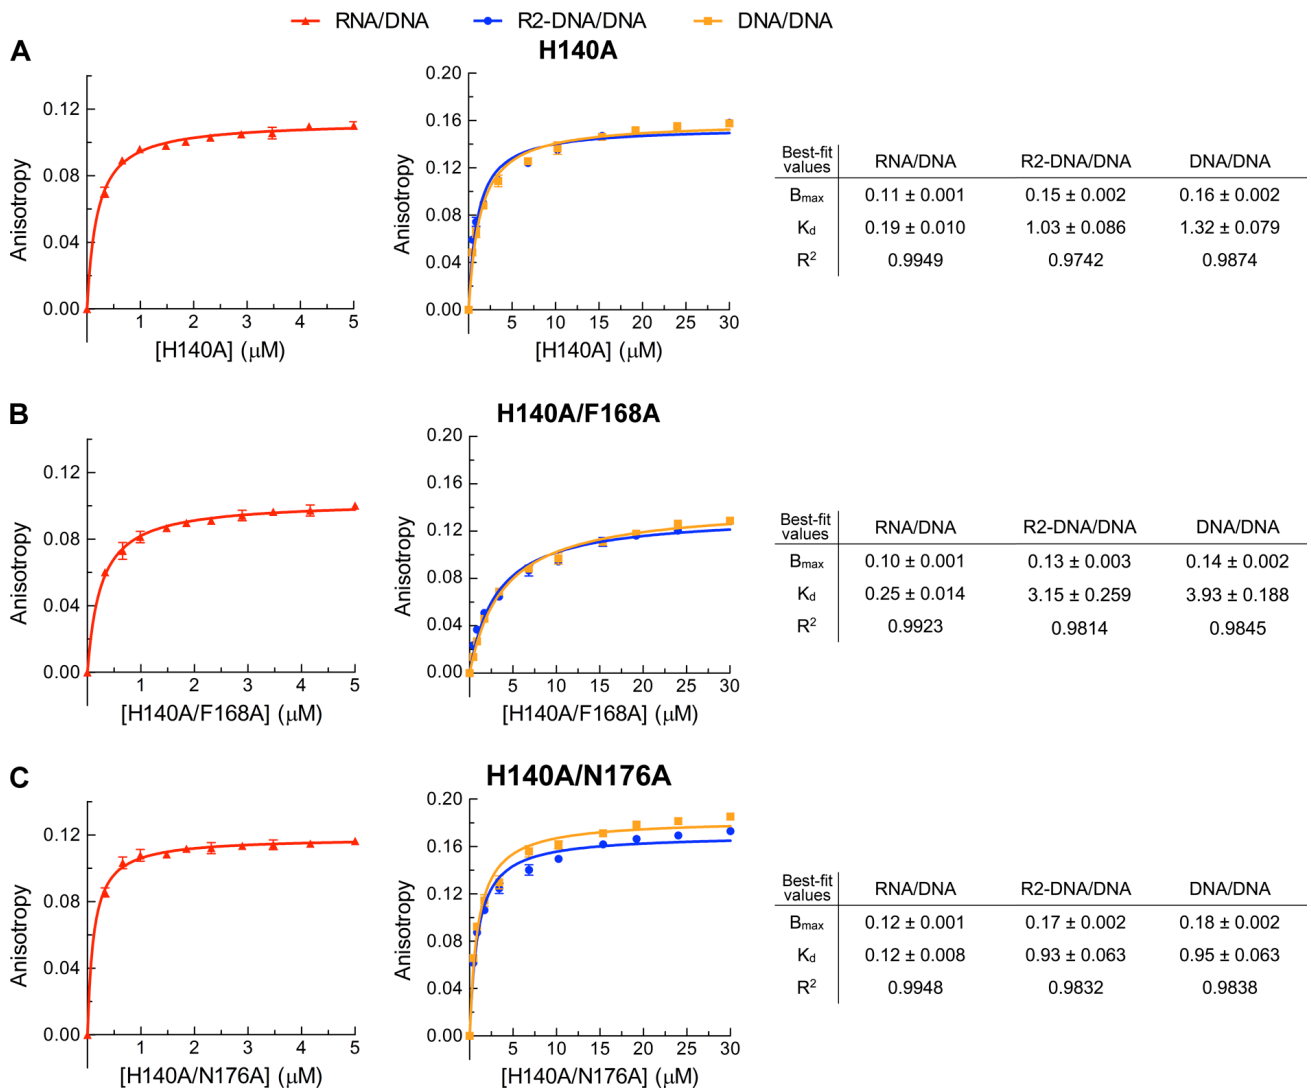 RNA/DNA R2-DNA/DNA DNA/DNA
A
H140A
Anisotropy
0.12
0.08
0.04
0.00
1 2 3 4 5
[H140A] (μM)
Anisotropy
0.20
0.16
0.12
0.08
0.04
0.00
5 10 15 20 25 30
[H140A] (μM)
Best-fit values RNA/DNA R2-DNA/DNA DNA/DNA
Bmax 0.11 ± 0.001 0.15 ± 0.002 0.16 ± 0.002
Kd 0.19 ± 0.010 1.03 ± 0.086 1.32 ± 0.079
R² 0.9949 0.9742 0.9874
B
H140A/F168A
Anisotropy
0.12
0.08
0.04
0.00
1 2 3 4 5
[H140A/F168A] (μM)
Anisotropy
0.20
0.16
0.12
0.08
0.04
0.00
5 10 15 20 25 30
[H140A/F168A] (μM)
Best-fit values RNA/DNA R2-DNA/DNA DNA/DNA
Bmax 0.10 ± 0.001 0.13 ± 0.003 0.14 ± 0.002
Kd 0.25 ± 0.014 3.15 ± 0.259 3.93 ± 0.188
R² 0.9923 0.9814 0.9845
C
H140A/N176A
Anisotropy
0.12
0.08
0.04
0.00
1 2 3 4 5
[H140A/N176A] (μM)
Anisotropy
0.20
0.16
0.12
0.08
0.04
0.00
5 10 15 20 25 30
[H140A/N176A] (μM)
Best-fit values RNA/DNA R2-DNA/DNA DNA/DNA
Bmax 0.12 ± 0.001 0.17 ± 0.002 0.18 ± 0.002
Kd 0.12 ± 0.008 0.93 ± 0.063 0.95 ± 0.063
R² 0.9948 0.9832 0.9838